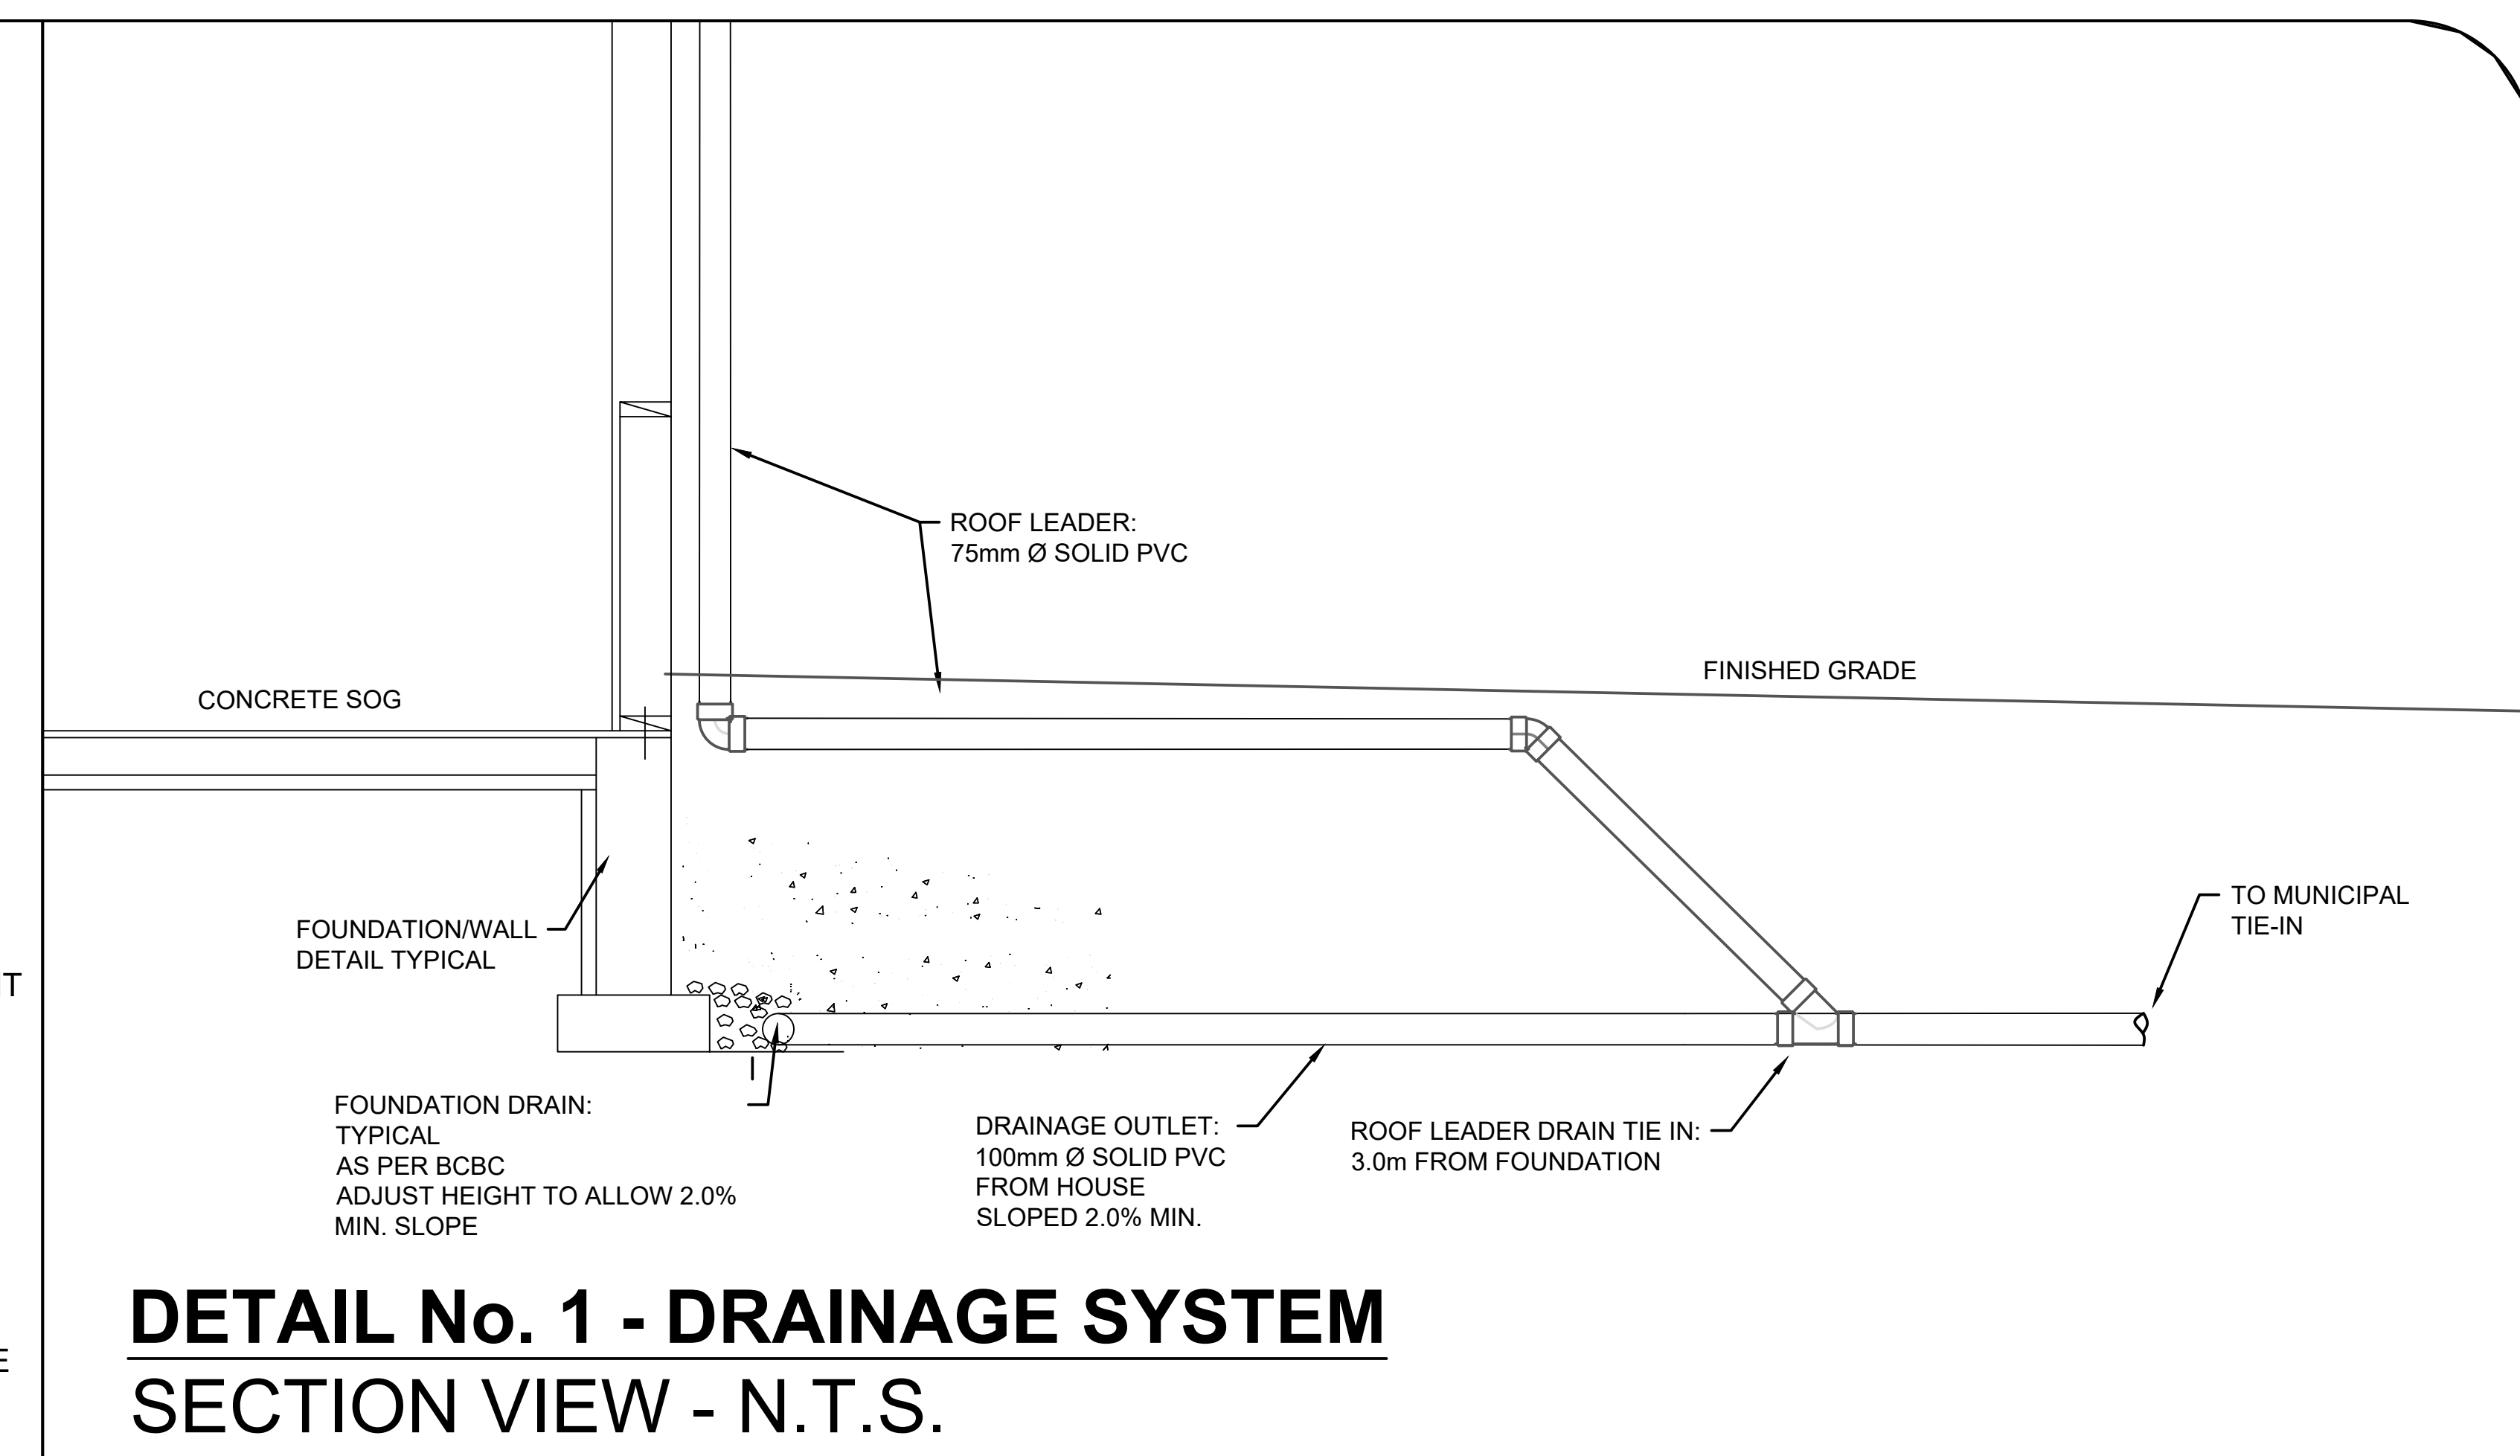 ROOF LEADER:
75mm Ø SOLID PVC
FINISHED GRADE
CONCRETE SOG
FOUNDATION/WALL
DETAIL TYPICAL
TO MUNICIPAL
TIE-IN
FOUNDATION DRAIN:
TYPICAL
AS PER BCBC
ADJUST HEIGHT TO ALLOW 2.0%
MIN. SLOPE
DRAINAGE OUTLET:
100mm Ø SOLID PVC
FROM HOUSE
SLOPED 2.0% MIN.
ROOF LEADER DRAIN TIE IN:
3.0m FROM FOUNDATION
DETAIL No. 1 - DRAINAGE SYSTEM
SECTION VIEW - N.T.S.